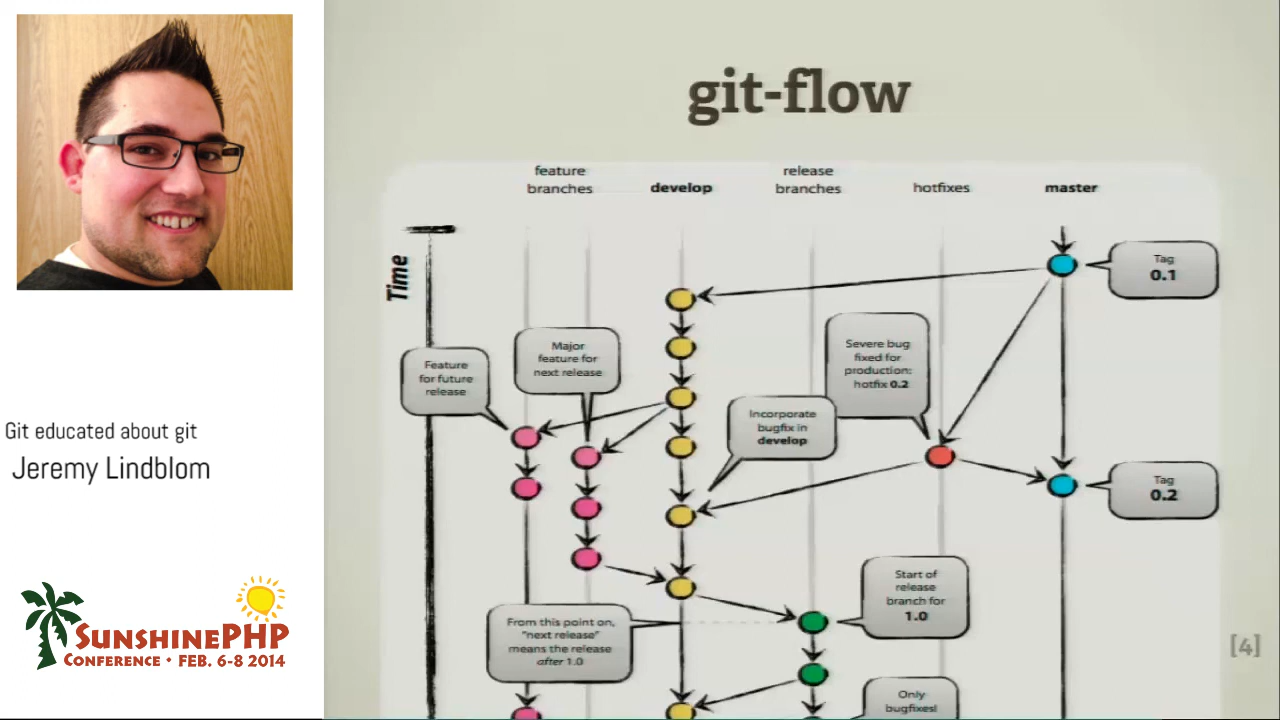 Git educated about git
Jeremy Lindblom
SUNSHINEPHP
CONFERENCE • FEB. 6-8 2014
git-flow
feature
branches
develop
release
branches
hotfixes
master
Time
Tag
0.1
Major
feature for
next release
Feature
for future
release
Severe bug
fixed for
production:
hotfix 0.2
Incorporate
bugfix in
develop
Tag
0.2
Start of
release
branch for
1.0
From this point on,
"next release"
means the release
after 1.0
[4]
Only
bugfixes!